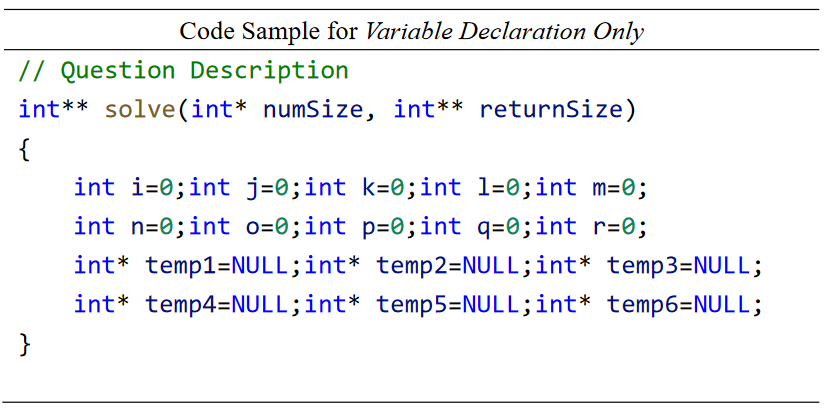 Code Sample for Variable Declaration Only
// Question Description
int** solve(int* numSize, int** returnSize)
{
int i=0;int j=0;int k=0;int l=0;int m=0;
int n=0;int o=0;int p=0;int q=0;int r=0;
int* temp1=NULL;int* temp2=NULL;int* temp3=NULL;
int* temp4=NULL;int* temp5=NULL;int* temp6=NULL;
}